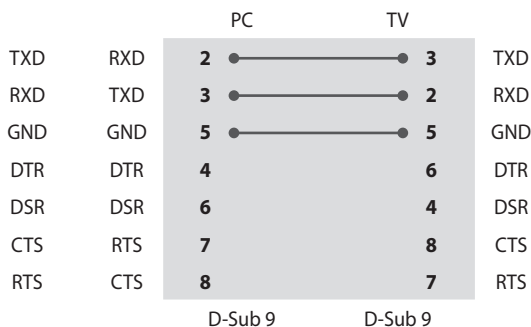 PC TV
TXD RXD 2 3 TXD
RXD TXD 3 2 RXD
GND GND 5 5 GND
DTR DTR 4 6 DTR
DSR DSR 6 4 DSR
CTS RTS 7 8 CTS
RTS CTS 8 7 RTS
D-Sub 9 D-Sub 9